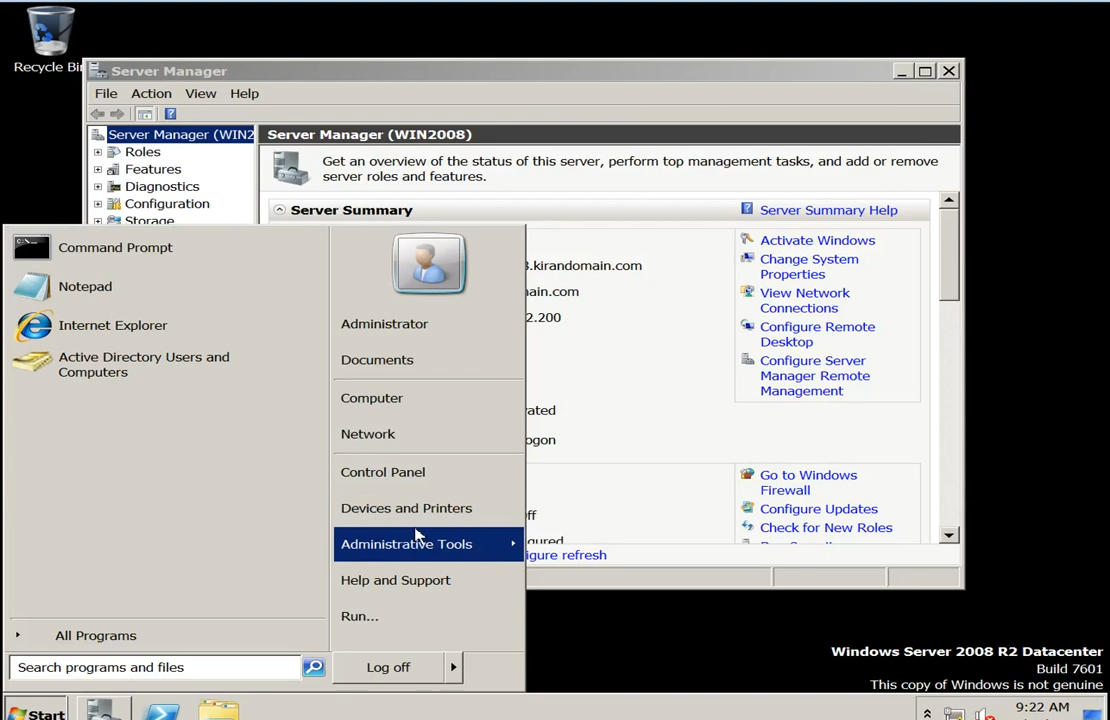 Recycle Bin
Server Manager
File Action View Help
Server Manager (WIN2
Roles
Features
Diagnostics
Configuration
Storage
Server Manager (WIN2008)
Get an overview of the status of this server, perform top management tasks, and add or remove
server roles and features.
Server Summary
Server Summary Help
.kirandomain.com
ain.com
2.200
ated
ogon
Activate Windows
Change System
Properties
View Network
Connections
Configure Remote
Desktop
Configure Server
Manager Remote
Management
ff
ured
Go to Windows
Firewall
Configure Updates
Check for New Roles
igure refresh
Command Prompt
Notepad
Internet Explorer
Active Directory Users and
Computers
All Programs
Search programs and files
Administrator
Documents
Computer
Network
Control Panel
Devices and Printers
Administrative Tools
Help and Support
Run...
Log off
Windows Server 2008 R2 Datacenter
Build 7601
This copy of Windows is not genuine
Start
9:22 AM